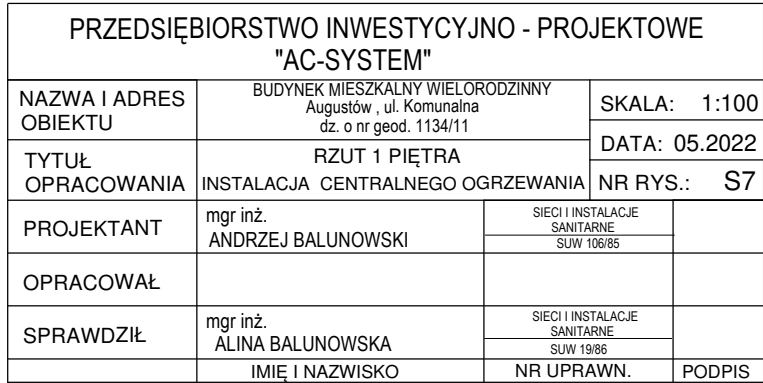 PRZEDSIĘBIORSTWO INWESTYCYJNO - PROJEKTOWE
"AC-SYSTEM"
NAZWA I ADRES
OBIEKTU
BUDYNEK MIESZKALNY WIELORODZINNY
Augustów , ul. Komunalna
dz. o nr geod. 1134/11
SKALA: 1:100
DATA: 05.2022
TYTUŁ
OPRACOWANIA
RZUT 1 PIĘTRA
INSTALACJA CENTRALNEGO OGRZEWANIA
NR RYS.: S7
PROJEKTANT
mgr inż.
ANDRZEJ BALUNOWSKI
SIECI I INSTALACJE
SANITARNE
SUW 106/85
OPRACOWAŁ
SPRAWDZIŁ
mgr inż.
ALINA BALUNOWSKA
SIECI I INSTALACJE
SANITARNE
SUW 19/86
IMIĘ I NAZWISKO
NR UPRAWN.
PODPIS